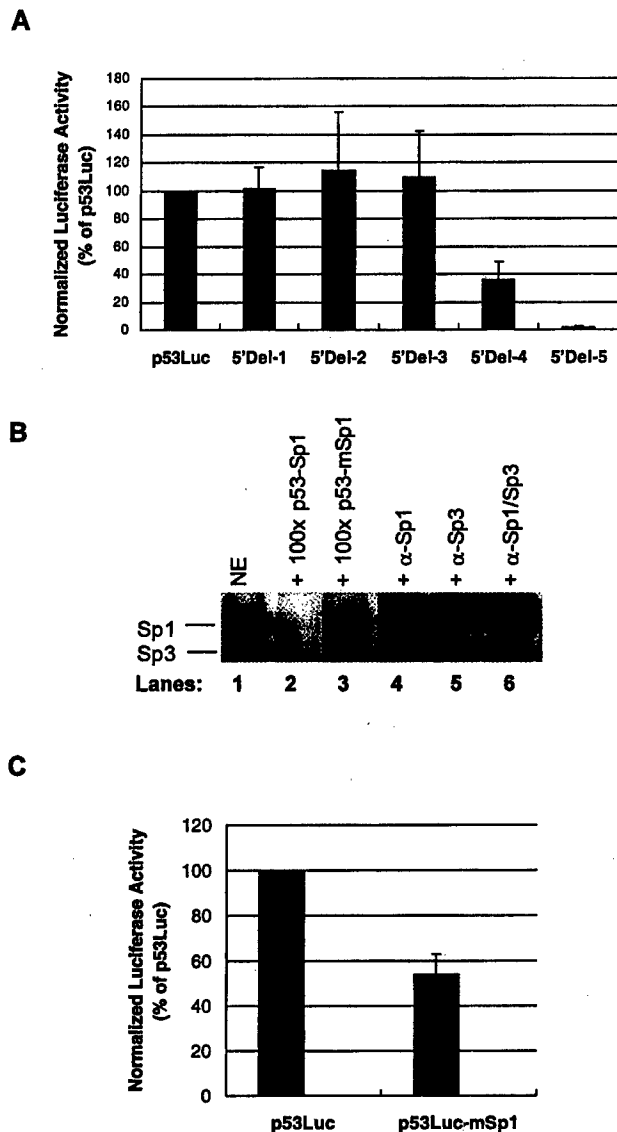 A
Normalized Luciferase Activity
(% of p53Luc)
180
160
140
120
100
80
60
40
20
0
p53Luc 5'Del-1 5'Del-2 5'Del-3 5'Del-4 5'Del-5
B
NE
+ 100x p53-Sp1
+ 100x p53-mSp1
+ α-Sp1
+ α-Sp3
+ α-Sp1/Sp3
Sp1
Sp3
Lanes: 1 2 3 4 5 6
C
Normalized Luciferase Activity
(% of p53Luc)
120
100
80
60
40
20
0
p53Luc p53Luc-mSp1